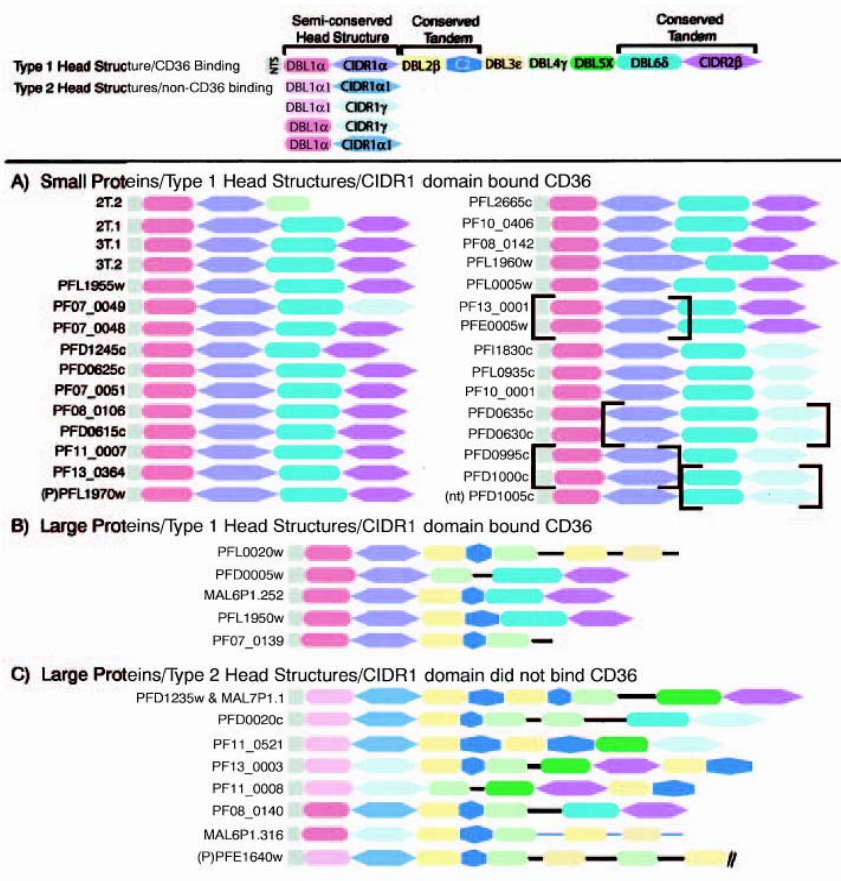 Semi-conserved Head Structure
Conserved Tandem
Conserved Tandem
Type 1 Head Structure/CD36 Binding NTS DBL1α CIDR1α DBL2β C2 DBL3ε DBL4γ DBL5X DBL6δ CIDR2β
Type 2 Head Structures/non-CD36 binding DBL1α1 CIDR1α1
DBL1α1 CIDR1γ
DBL1α CIDR1γ
DBL1α CIDR1α1
A) Small Proteins/Type 1 Head Structures/CIDR1 domain bound CD36
2T.2
2T.1
3T.1
3T.2
PFL1955w
PF07_0049
PF07_0048
PFD1245c
PFD0625c
PF07_0051
PF08_0106
PFD0615c
PF11_0007
PF13_0364
(P)PFL1970w
PFL2665c
PF10_0406
PF08_0142
PFL1960w
PFL0005w
PF13_0001
PFE0005w
PFI1830c
PFL0935c
PF10_0001
PFD0635c
PFD0630c
PFD0995c
PFD1000c
(nt) PFD1005c
B) Large Proteins/Type 1 Head Structures/CIDR1 domain bound CD36
PFL0020w
PFD0005w
MAL6P1.252
PFL1950w
PF07_0139
C) Large Proteins/Type 2 Head Structures/CIDR1 domain did not bind CD36
PFD1235w & MAL7P1.1
PFD0020c
PF11_0521
PF13_0003
PF11_0008
PF08_0140
MAL6P1.316
(P)PFE1640w